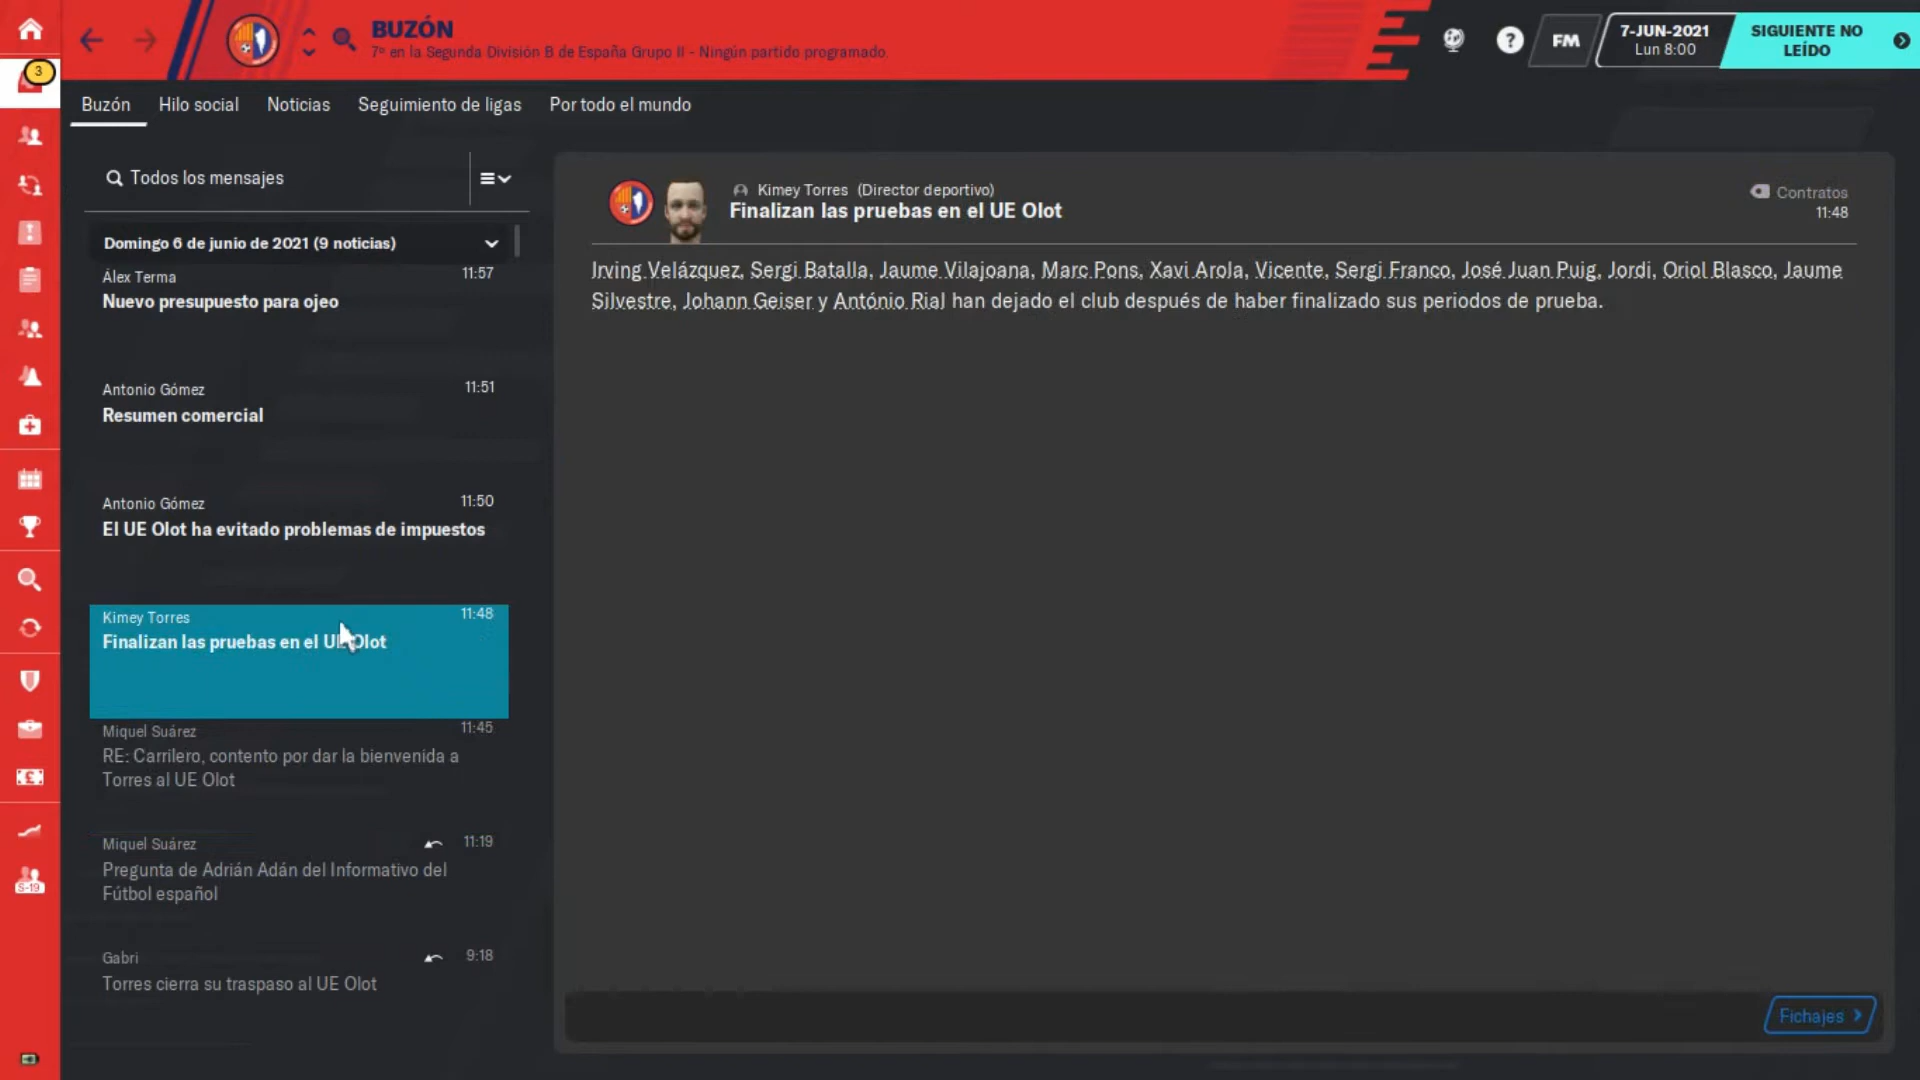 BUZÓN
7º en la Segunda División B de España Grupo II - Ningún partido programado.
?
FM
7-JUN-2021
Lun 8:00
SIGUIENTE NO
LEÍDO
3
Buzón Hilo social Noticias Seguimiento de ligas Por todo el mundo
Todos los mensajes
Domingo 6 de junio de 2021 (9 noticias)
Álex Terma 11:57
Nuevo presupuesto para ojeo
Antonio Gómez 11:51
Resumen comercial
Antonio Gómez 11:50
El UE Olot ha evitado problemas de impuestos
Kimey Torres 11:48
Finalizan las pruebas en el UE Olot
Miquel Suárez 11:45
RE: Carrilero, contento por dar la bienvenida a
Torres al UE Olot
Miquel Suárez 11:19
Pregunta de Adrián Adán del Informativo del
Fútbol español
Gabri 9:18
Torres cierra su traspaso al UE Olot
S-19
Kimey Torres (Director deportivo)
Finalizan las pruebas en el UE Olot
Contratos
11:48
Irving Velázquez, Sergi Batalla, Jaume Vilajoana, Marc Pons, Xavi Arola, Vicente, Sergi Franco, José Juan Puig, Jordi, Oriol Blasco, Jaume
Silvestre, Johann Geiser y António Rial han dejado el club después de haber finalizado sus periodos de prueba.
Fichajes